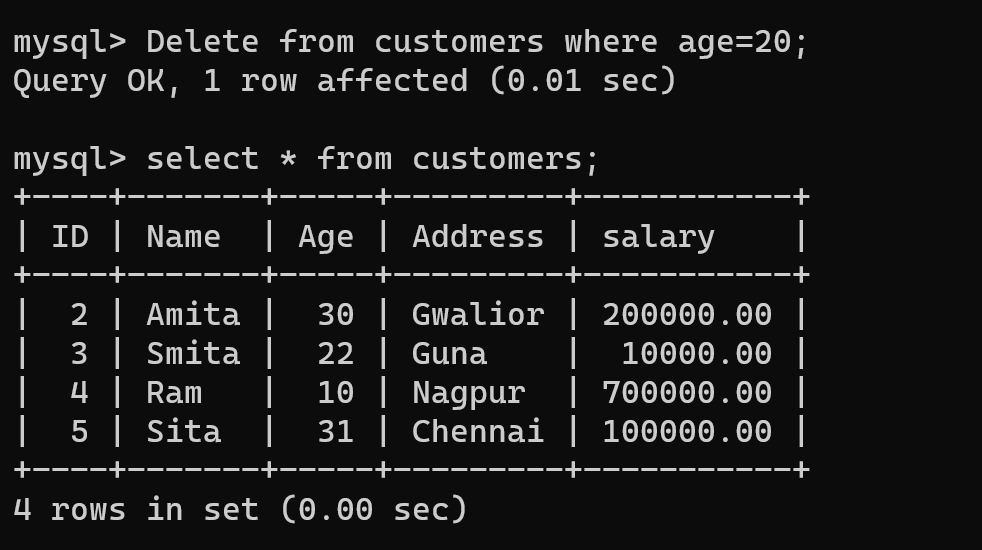 mysql> Delete from customers where age=20;
Query OK, 1 row affected (0.01 sec)
mysql> select * from customers;
+----+-------+-----+---------+-----------+
| ID | Name  | Age | Address | salary    |
+----+-------+-----+---------+-----------+
|  2 | Amita |  30 | Gwalior | 200000.00 |
|  3 | Smita |  22 | Guna    |  10000.00 |
|  4 | Ram   |  10 | Nagpur  | 700000.00 |
|  5 | Sita  |  31 | Chennai | 100000.00 |
+----+-------+-----+---------+-----------+
4 rows in set (0.00 sec)